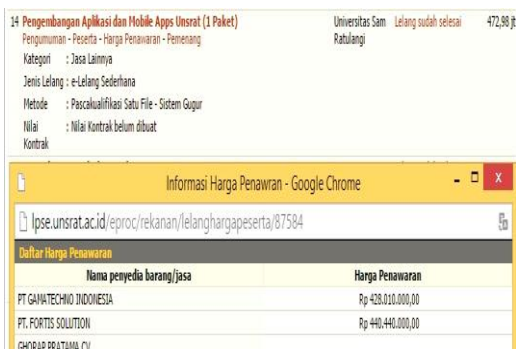 14 Pengembangan Aplikasi dan Mobile Apps Unsrat (1 Paket) Universitas Sam Lelang sudah selesai 472,98 jt
Pengumuman - Peserta - Harga Penawaran - Pemenang Ratulangi
Kategori : Jasa Lainnya
Jenis Lelang : e-Lelang Sederhana
Metode : Pascakualifikasi Satu File - Sistem Gugur
Nilai : Nilai Kontrak belum dibuat
Kontrak
Informasi Harga Penawran - Google Chrome
lpse.unsrat.ac.id/eproc/rekanan/lelanghargapeserta/87584
Daftar Harga Penawaran
Nama penyedia barang/jasa Harga Penawaran
PT GAMATECHNO INDONESIA Rp 428.010.000,00
PT. FORTIS SOLUTION Rp 440.440.000,00
GHORAP PRATAMA CV